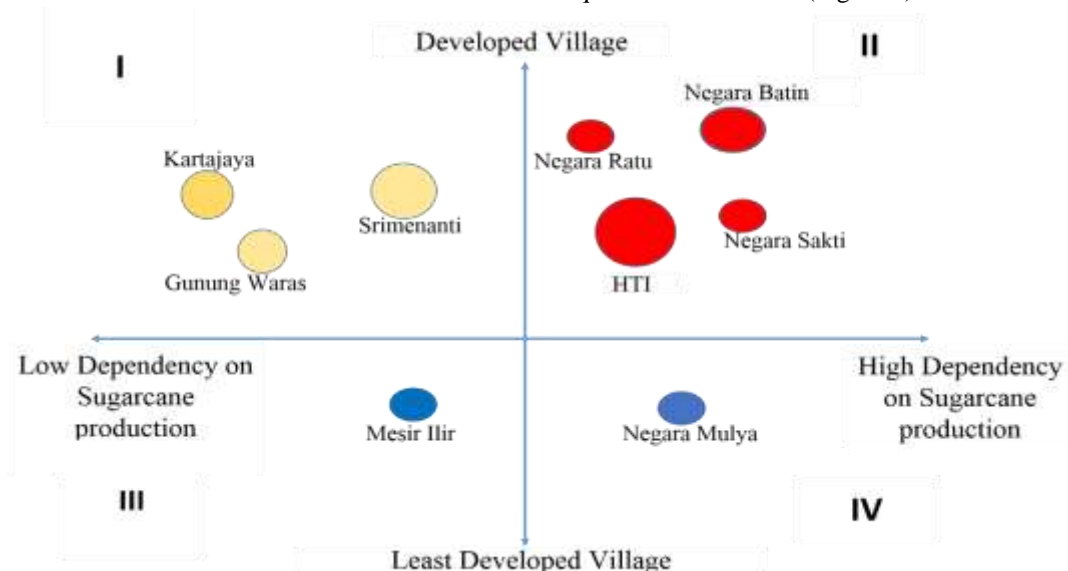 I
Developed Village
II
Negara Batin
Kartajaya
Negara Ratu
Srimenanti
Negara Sakti
Gunung Waras
HTI
Low Dependency on
Sugarcane
production
High Dependency
on Sugarcane
production
Mesir Ilir
Negara Mulya
III
IV
Least Developed Village